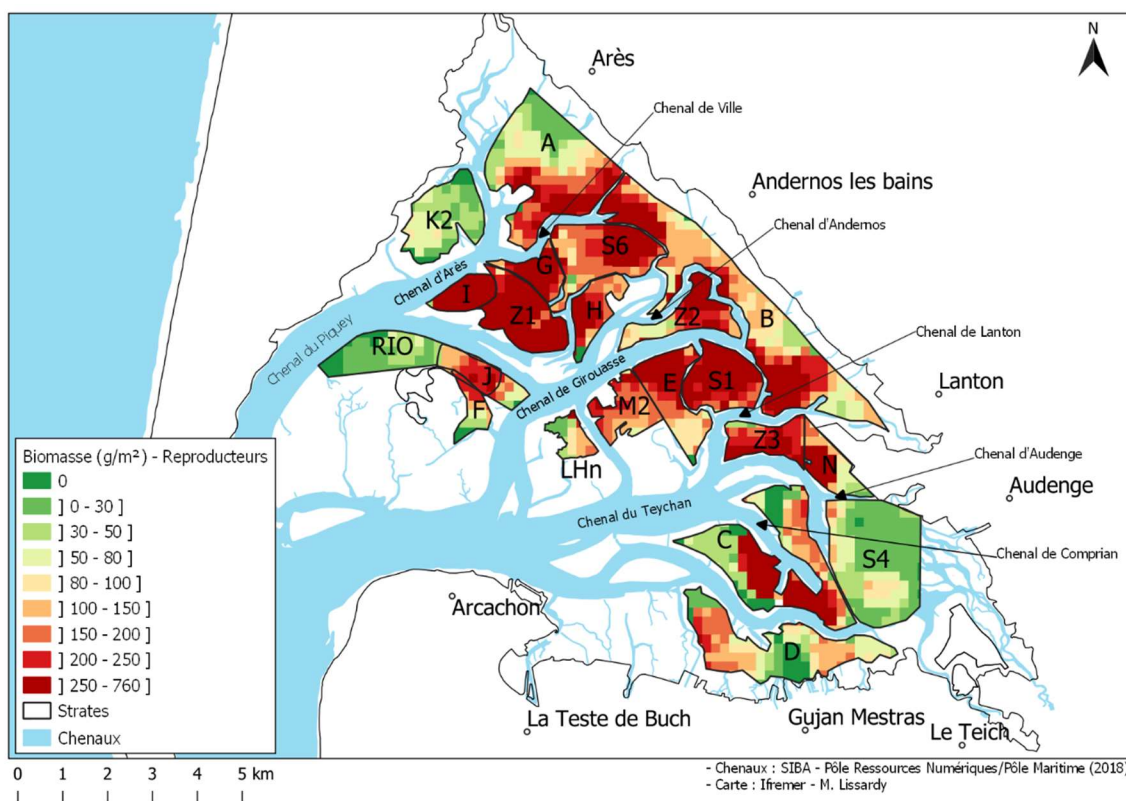 N
Arès
Chenal de Ville
A
Andernos les bains
K2
Chenal d'Andernos
S6
G
Chenal d'Arès
I
Z1
H
Z2
B
Chenal de Lanton
Chenal du Piquey
RIO
J
Chenal de Girouasse
E
S1
Lanton
F
M2
Z3
Chenal d'Audenge
LHn
N
Audenge
Chenal du Teychan
C
S4
Chenal de Comprian
Arcachon
D
La Teste de Buch
Gujan Mestras
Le Teich
Biomasse (g/m²) - Reproducteurs
0
] 0 - 30 ]
] 30 - 50 ]
] 50 - 80 ]
] 80 - 100 ]
] 100 - 150 ]
] 150 - 200 ]
] 200 - 250 ]
] 250 - 760 ]
Strates
Chenaux
0 1 2 3 4 5 km
- Chenaux : SIBA - Pôle Ressources Numériques/Pôle Maritime (2018)
- Carte : Ifremer - M. Lissardy